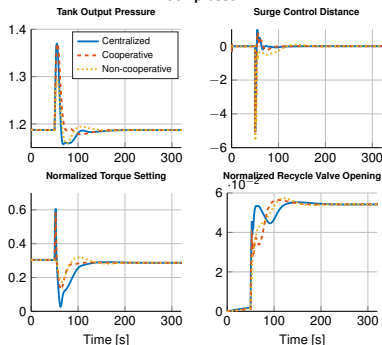 Tank Output Pressure
Surge Control Distance
1.4
1.3
1.2
Centralized
Cooperative
Non-cooperative
0
−2
−4
−6
0 100 200 300
0 100 200 300
Normalized Torque Setting
Normalized Recycle Valve Opening
·10−2
0.6
0.4
0.2
0
6
4
2
0
0 100 200 300
0 100 200 300
Time [s]
Time [s]